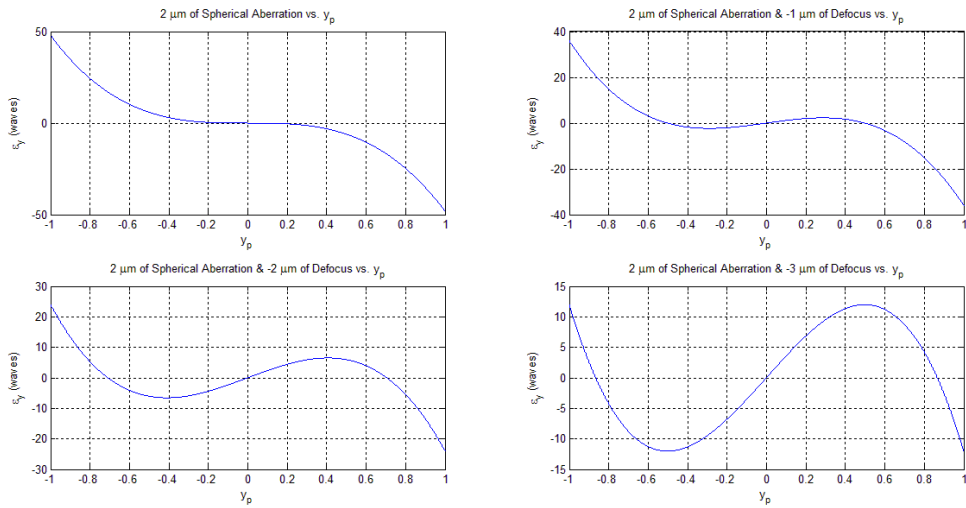 2 μm of Spherical Aberration vs. yp
50
0
-50
εy (waves)
-1 -0.8 -0.6 -0.4 -0.2 0 0.2 0.4 0.6 0.8 1
yp
2 μm of Spherical Aberration & -1 μm of Defocus vs. yp
40
20
0
-20
-40
εy (waves)
-1 -0.8 -0.6 -0.4 -0.2 0 0.2 0.4 0.6 0.8 1
yp
2 μm of Spherical Aberration & -2 μm of Defocus vs. yp
30
20
10
0
-10
-20
-30
εy (waves)
-1 -0.8 -0.6 -0.4 -0.2 0 0.2 0.4 0.6 0.8 1
yp
2 μm of Spherical Aberration & -3 μm of Defocus vs. yp
15
10
5
0
-5
-10
-15
εy (waves)
-1 -0.8 -0.6 -0.4 -0.2 0 0.2 0.4 0.6 0.8 1
yp